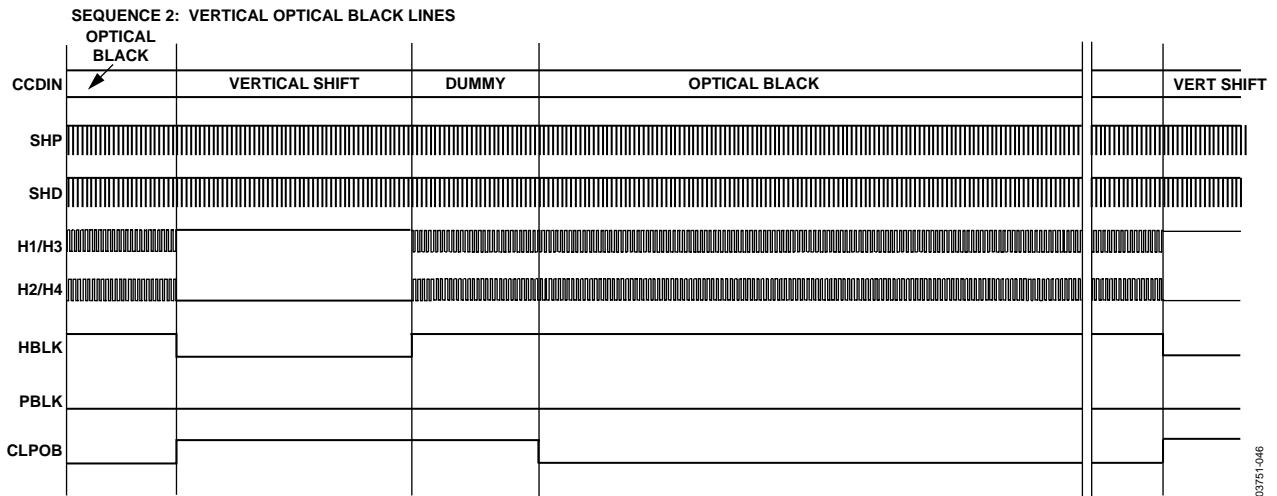 SEQUENCE 2: VERTICAL OPTICAL BLACK LINES
OPTICAL
BLACK
CCDIN
VERTICAL SHIFT
DUMMY
OPTICAL BLACK
VERT SHIFT
SHP
SHD
H1/H3
H2/H4
HBLK
PBLK
CLPOB
03751-046